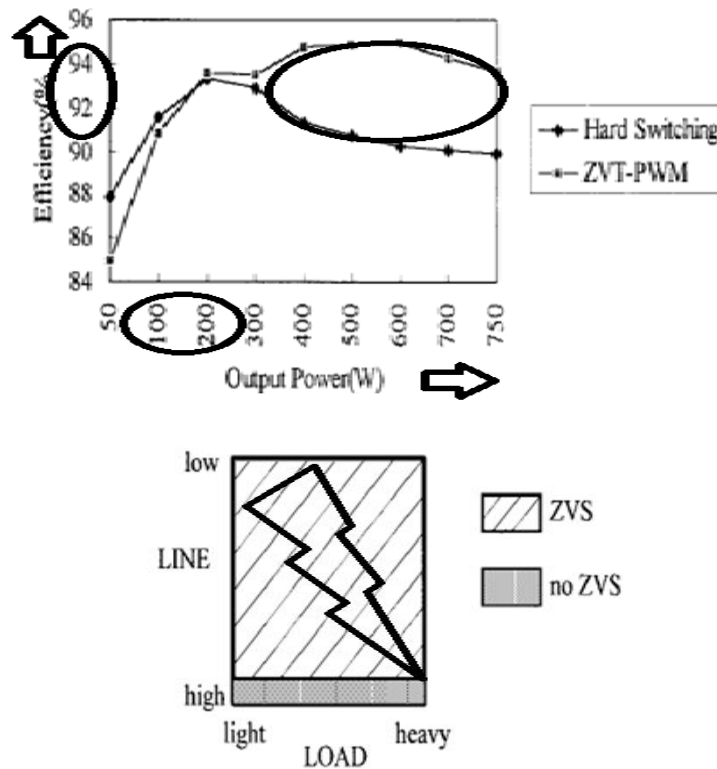 96
94
92
90
88
86
84
Efficiency(%
50
100
200
300
400
500
600
700
750
Output Power(W)
Hard Switching
ZVT-PWM
low
LINE
high
light
heavy
LOAD
ZVS
no ZVS